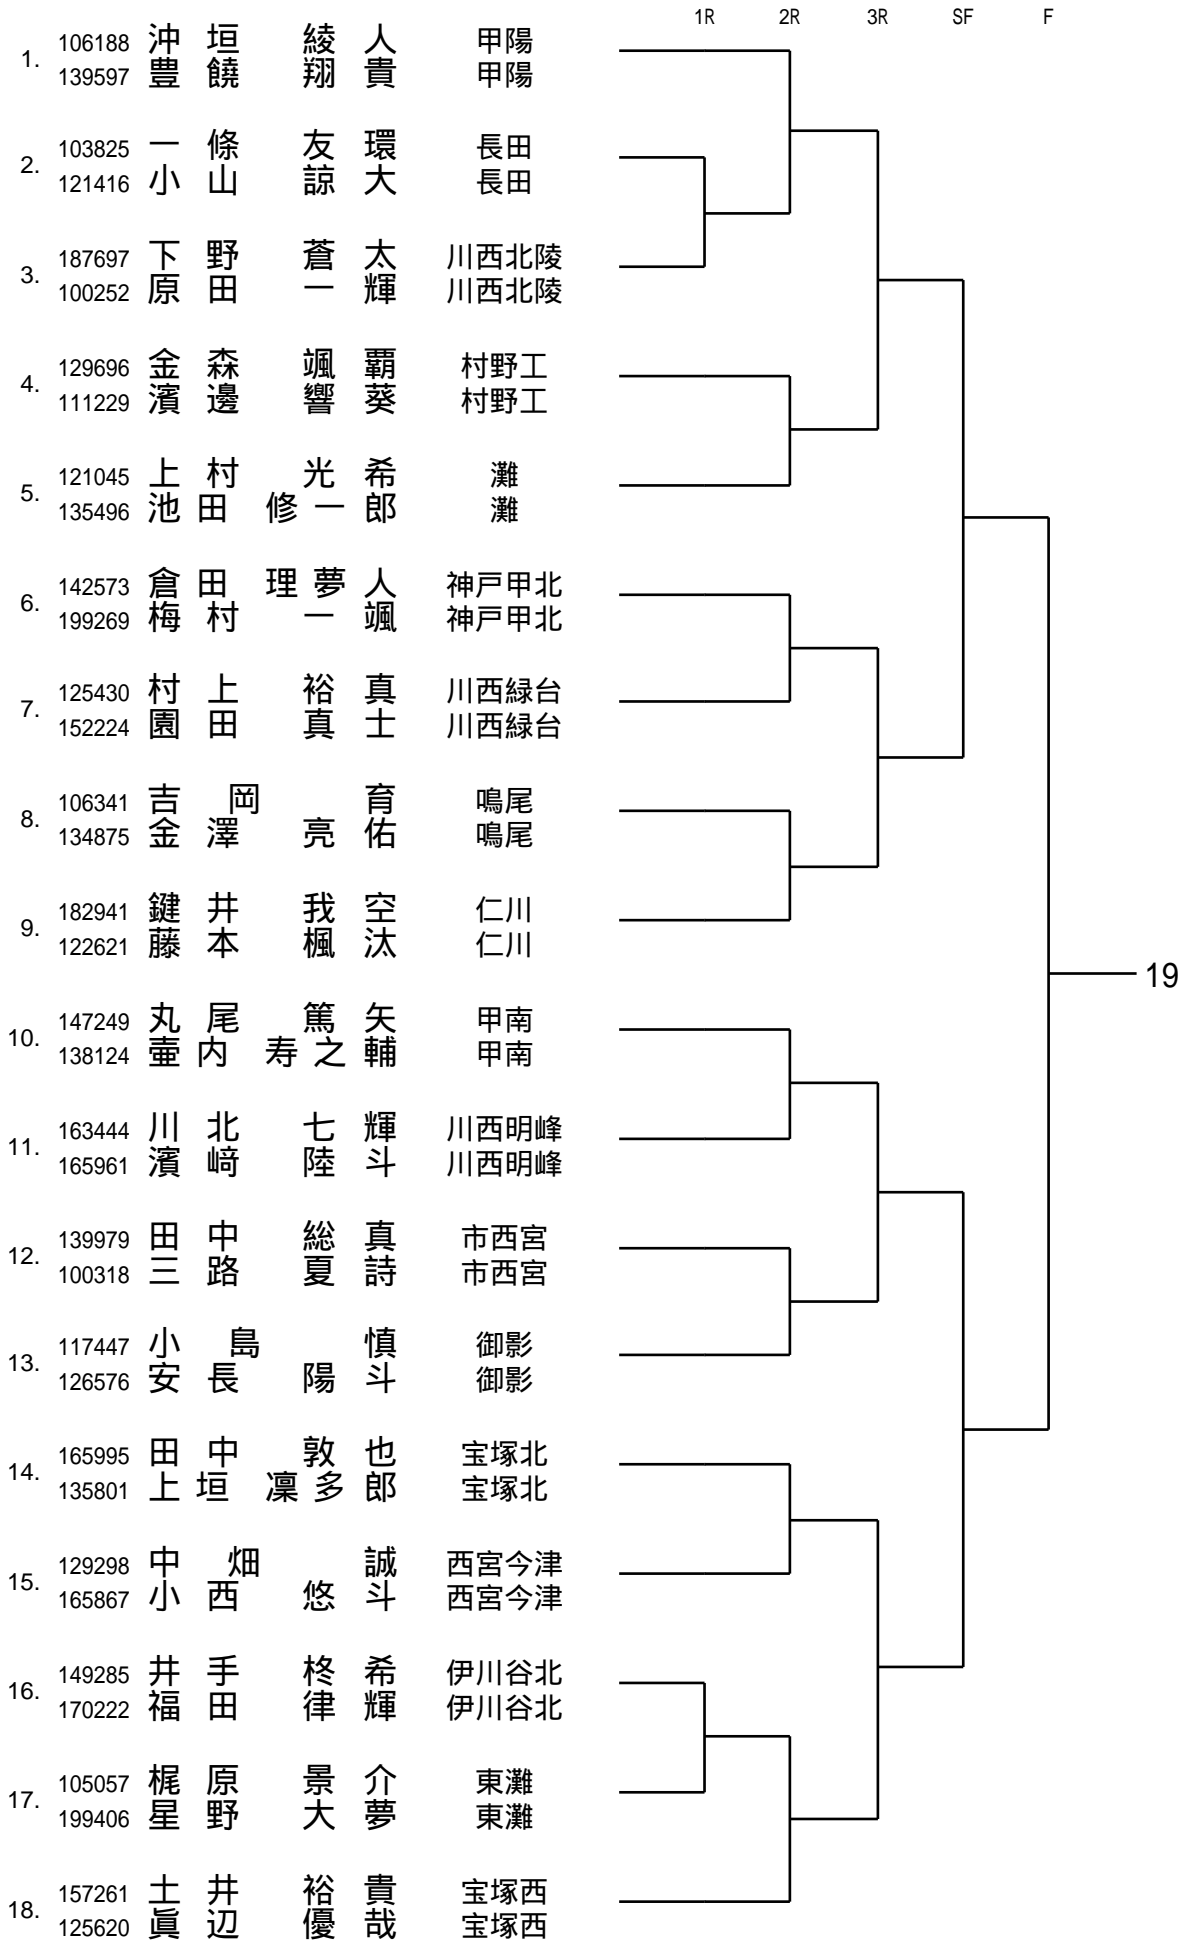 1R 2R 3R SF F
1. 106188 沖垣 綾人 甲陽
139597 豊饒 翔貴 甲陽
2. 103825 一條 友環 長田
121416 小山 諒大 長田
3. 187697 下野 蒼太 川西北陵
100252 原田 一輝 川西北陵
4. 129696 金森 颯覇 村野工
111229 濱邊 響葵 村野工
5. 121045 上村 光希 灘
135496 池田 修一郎 灘
6. 142573 倉田 理夢人 神戸甲北
199269 梅村 一颯 神戸甲北
7. 125430 村上 裕真 川西緑台
152224 園田 真士 川西緑台
8. 106341 吉岡 育 鳴尾
134875 金澤 亮佑 鳴尾
9. 182941 鍵井 我空 仁川
122621 藤本 楓汰 仁川
19
10. 147249 丸尾 篤矢 甲南
138124 壷内 寿之輔 甲南
11. 163444 川北 七輝 川西明峰
165961 濱﨑 陸斗 川西明峰
12. 139979 田中 総真 市西宮
100318 三路 夏詩 市西宮
13. 117447 小島 慎 御影
126576 安長 陽斗 御影
14. 165995 田中 敦也 宝塚北
135801 上垣 凜多郎 宝塚北
15. 129298 中畑 誠 西宮今津
165867 小西 悠斗 西宮今津
16. 149285 井手 柊希 伊川谷北
170222 福田 律輝 伊川谷北
17. 105057 梶原 景介 東灘
199406 星野 大夢 東灘
18. 157261 土井 裕貴 宝塚西
125620 眞辺 優哉 宝塚西